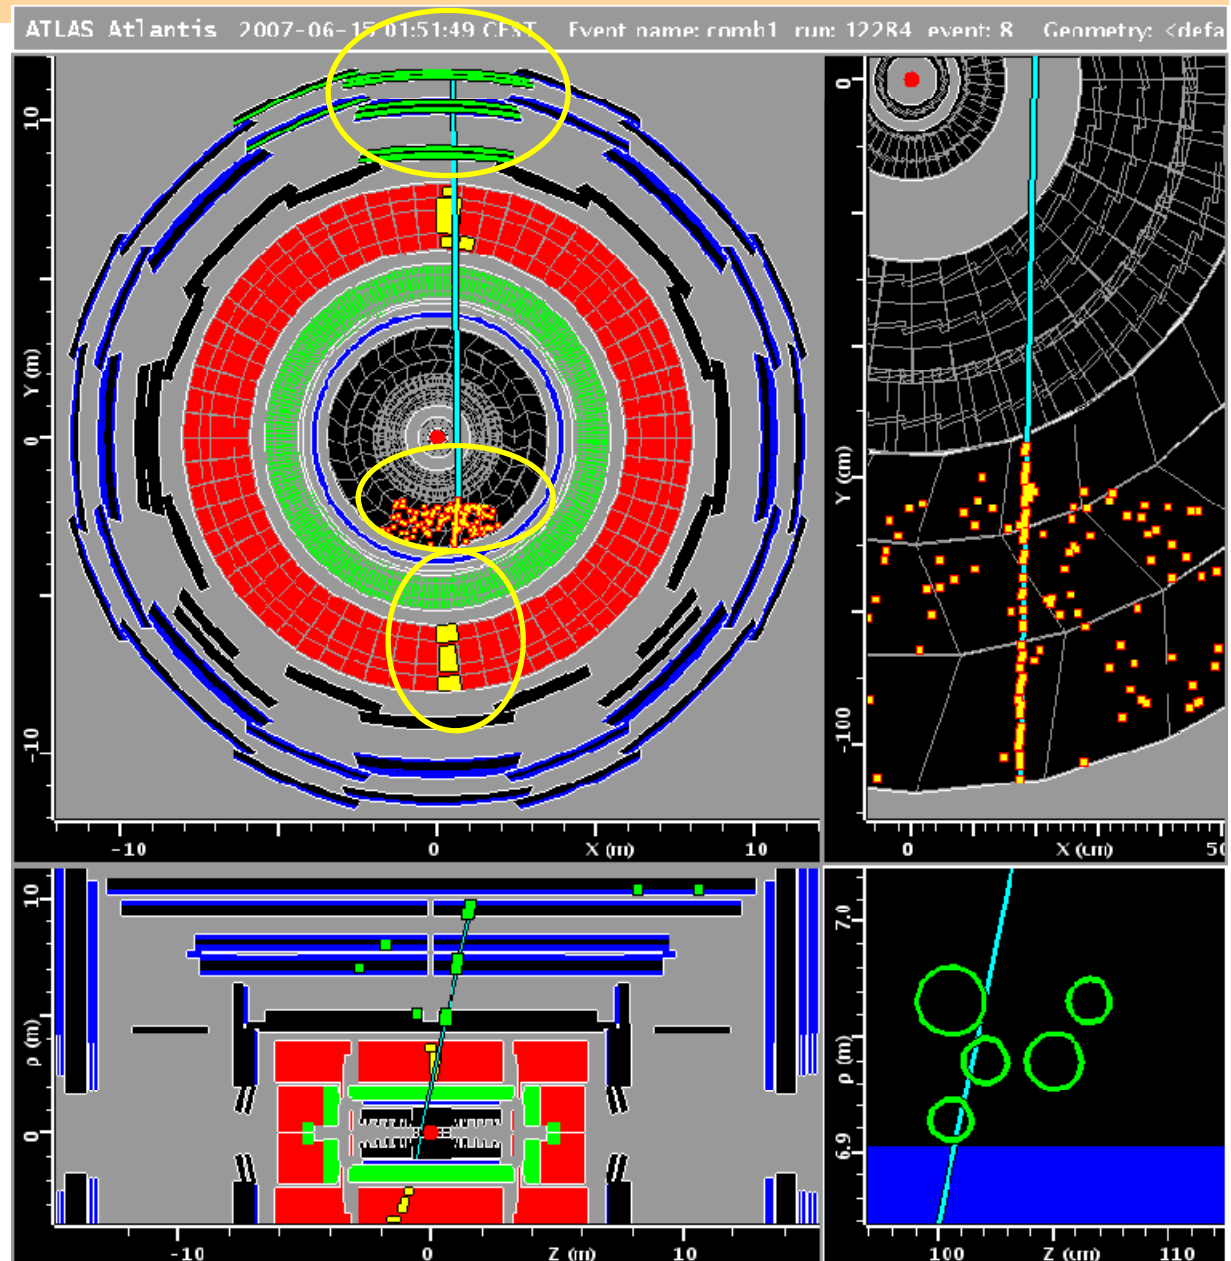 ATLAS Atlantis 2007-06-15 01:51:49 CEST Event name: comb1 run: 12284 event: 8 Geometry: <defa
10
Y (m)
0
-10
-10 0 X (m) 10
0
Y (cm)
-100
0 X (cm) 50
10
ρ (m)
0
-10 0 Z (m) 10
7.0
ρ (m)
6.9
100 Z (cm) 110